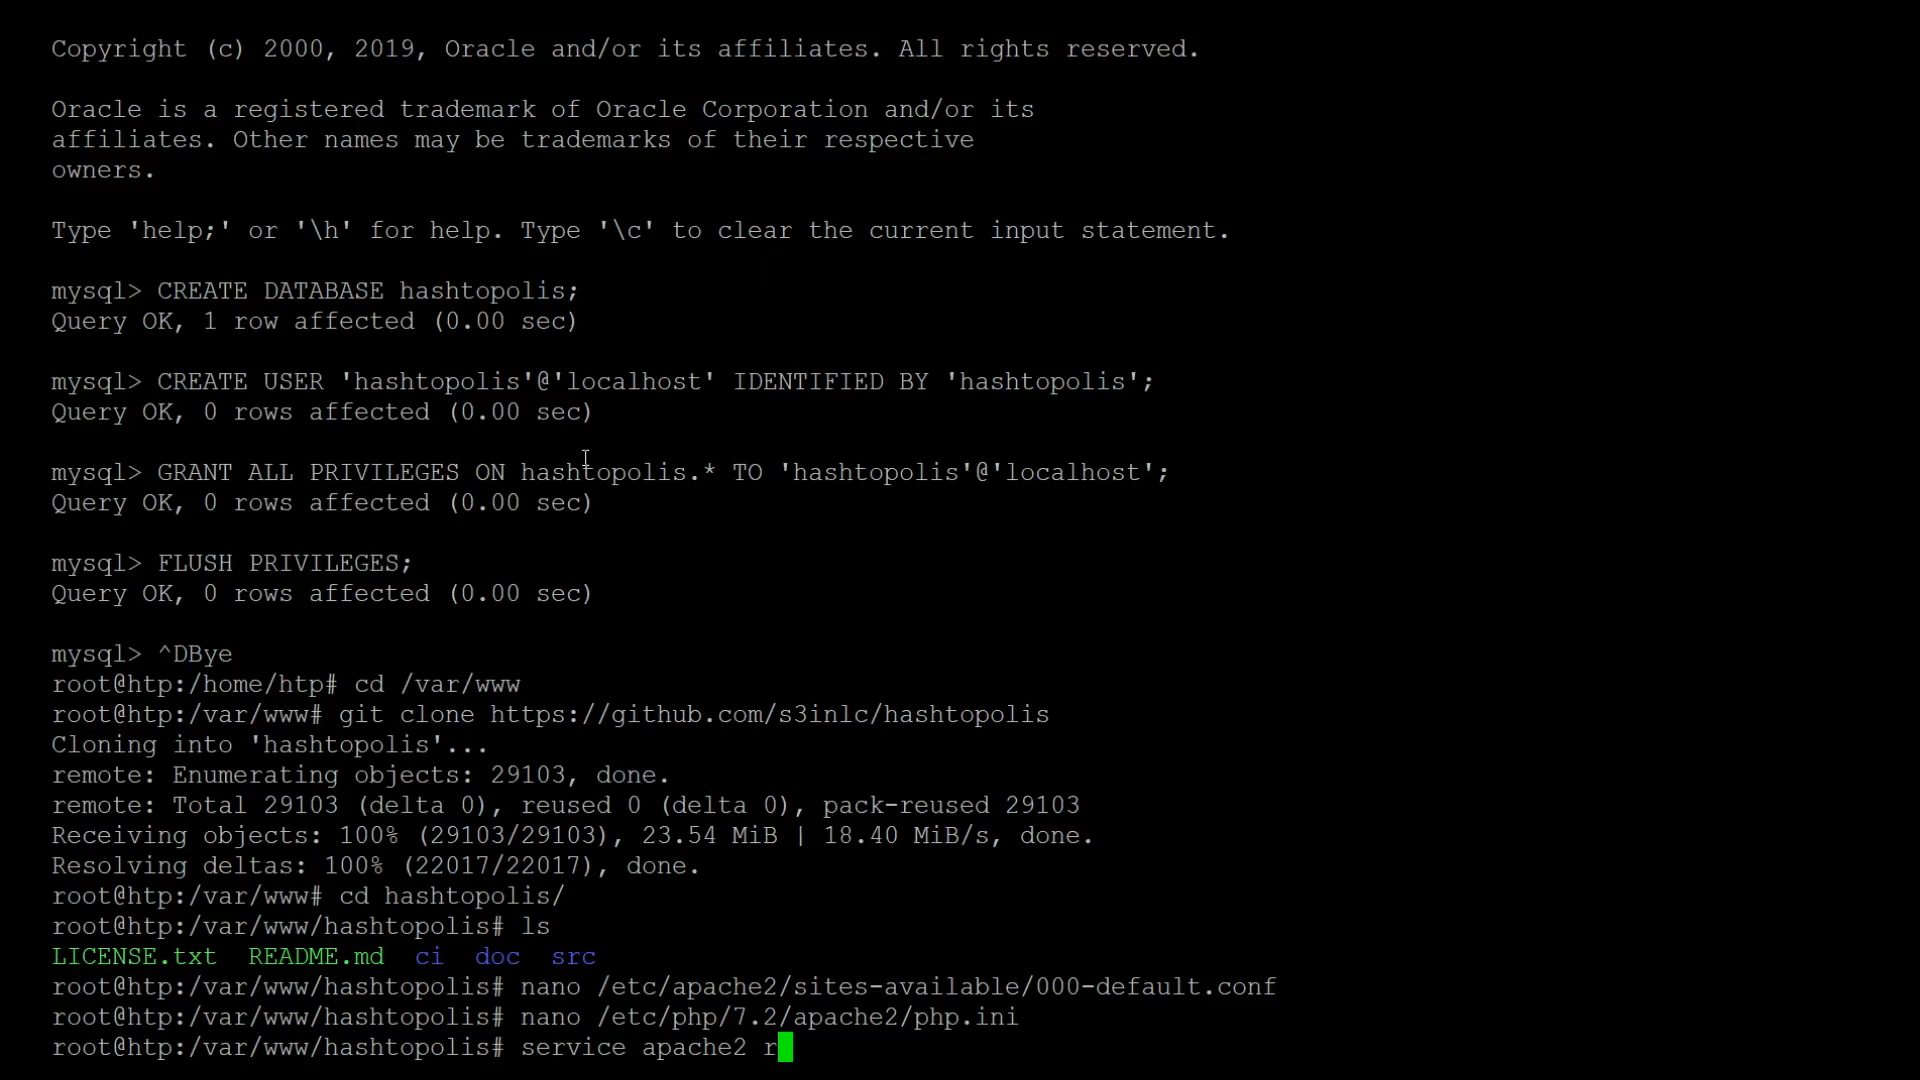 Copyright (c) 2000, 2019, Oracle and/or its affiliates. All rights reserved.
Oracle is a registered trademark of Oracle Corporation and/or its
affiliates. Other names may be trademarks of their respective
owners.
Type 'help;' or '\h' for help. Type '\c' to clear the current input statement.
mysql> CREATE DATABASE hashtopolis;
Query OK, 1 row affected (0.00 sec)
mysql> CREATE USER 'hashtopolis'@'localhost' IDENTIFIED BY 'hashtopolis';
Query OK, 0 rows affected (0.00 sec)
mysql> GRANT ALL PRIVILEGES ON hashtopolis.* TO 'hashtopolis'@'localhost';
Query OK, 0 rows affected (0.00 sec)
mysql> FLUSH PRIVILEGES;
Query OK, 0 rows affected (0.00 sec)
mysql> ^DBye
root@htp:/home/htp# cd /var/www
root@htp:/var/www# git clone https://github.com/s3inlc/hashtopolis
Cloning into 'hashtopolis'...
remote: Enumerating objects: 29103, done.
remote: Total 29103 (delta 0), reused 0 (delta 0), pack-reused 29103
Receiving objects: 100% (29103/29103), 23.54 MiB | 18.40 MiB/s, done.
Resolving deltas: 100% (22017/22017), done.
root@htp:/var/www# cd hashtopolis/
root@htp:/var/www/hashtopolis# ls
LICENSE.txt  README.md  ci  doc  src
root@htp:/var/www/hashtopolis# nano /etc/apache2/sites-available/000-default.conf
root@htp:/var/www/hashtopolis# nano /etc/php/7.2/apache2/php.ini
root@htp:/var/www/hashtopolis# service apache2 r